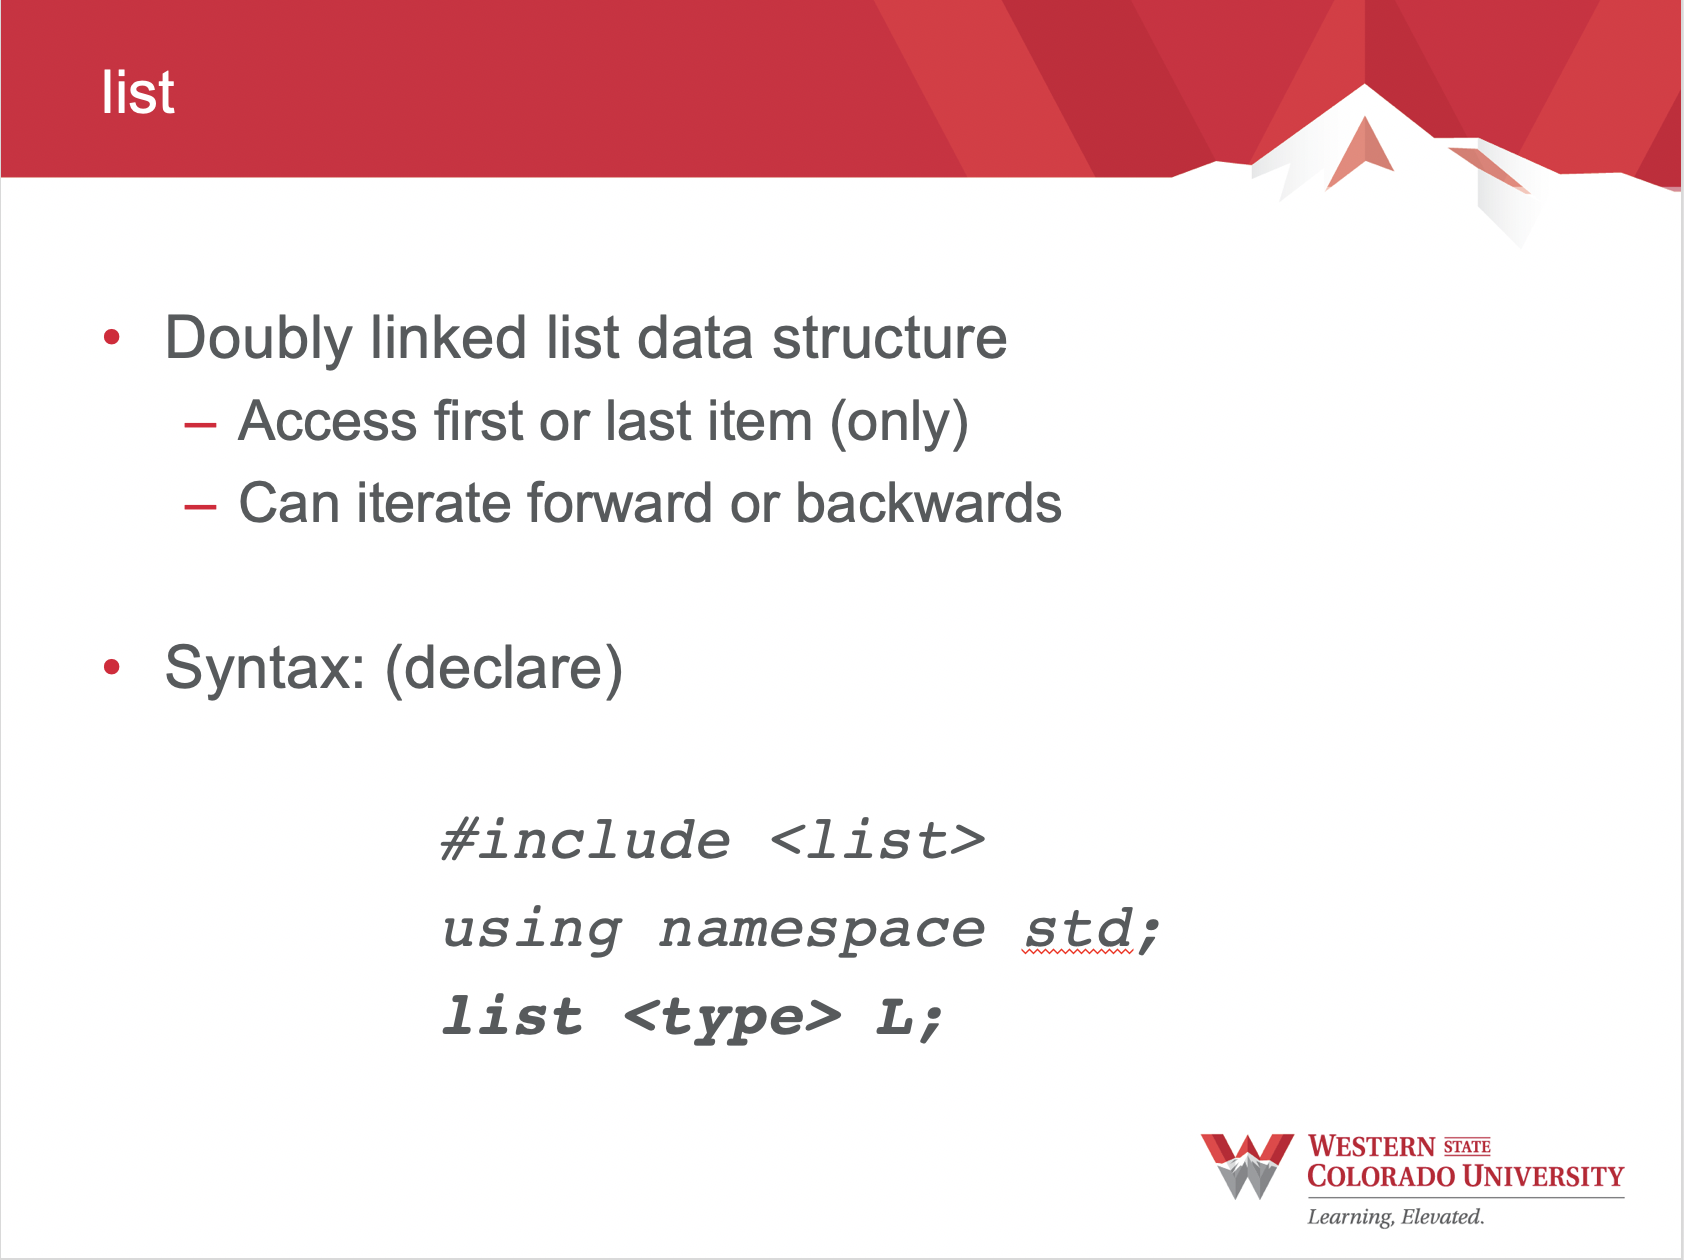 list
• Doubly linked list data structure
– Access first or last item (only)
– Can iterate forward or backwards
• Syntax: (declare)
#include <list>
using namespace std;
list <type> L;
WESTERN STATE
COLORADO UNIVERSITY
Learning, Elevated.